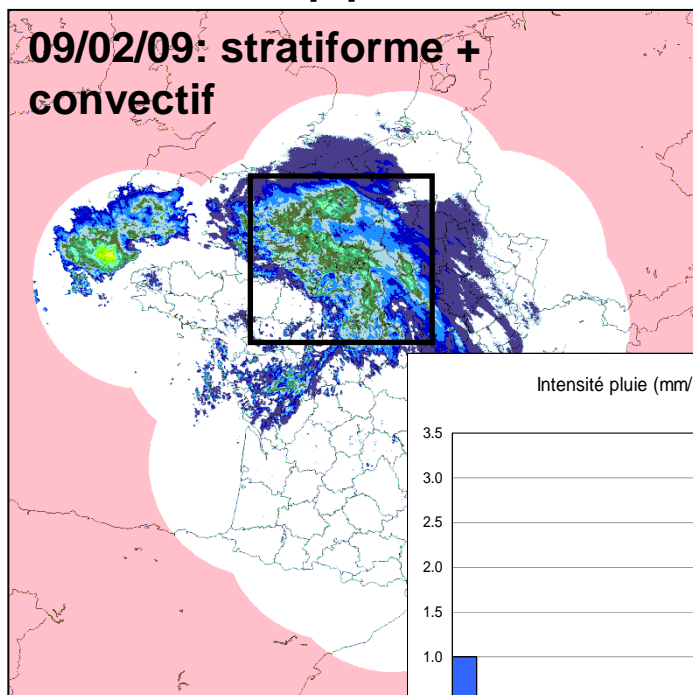 09/02/09: stratiforme +
convectif
Intensité pluie (mm/
3.5
3.0
2.5
2.0
1.5
1.0